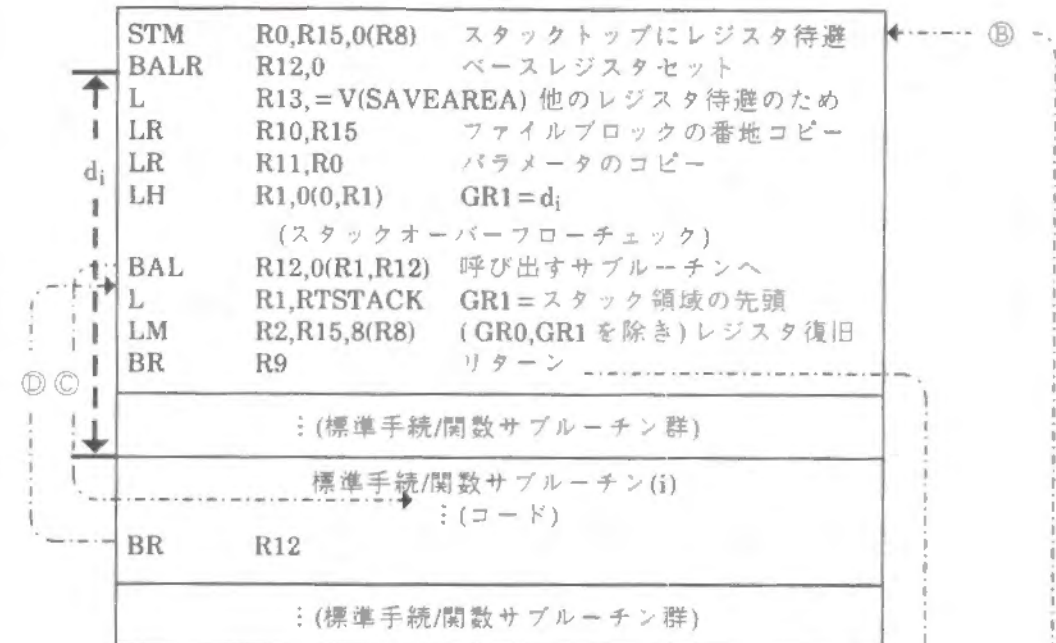 STM R0,R15,0(R8) スタックトップにレジスタ待避
BALR R12,0 ベースレジスタセット
L R13,=V(SAVEAREA) 他のレジスタ待避のため
LR R10,R15 ファイルブロックの番地コピー
LR R11,R0 パラメータのコピー
LH R1,0(0,R1) GR1=di
(スタックオーバーフローチェック)
BAL R12,0(R1,R12) 呼び出すサブルーチンへ
L R1,RTSTACK GR1=スタック領域の先頭
LM R2,R15,8(R8) (GR0,GR1を除き)レジスタ復旧
BR R9 リターン
⋮(標準手続/関数サブルーチン群)
標準手続/関数サブルーチン(i)
⋮(コード)
BR R12
⋮(標準手続/関数サブルーチン群)
di
Ⓓ Ⓒ
Ⓑ